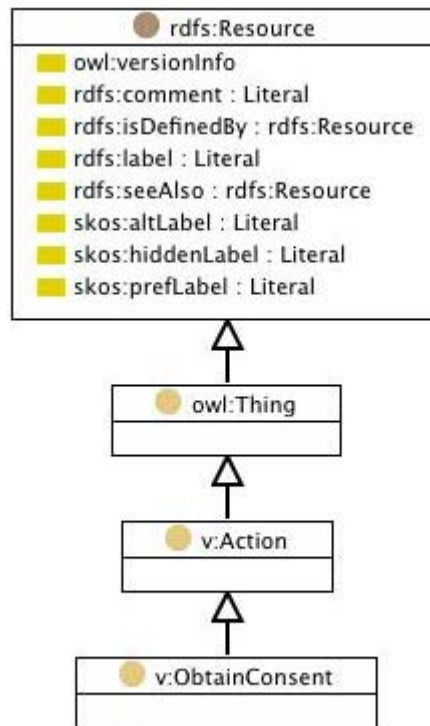 rdfs:Resource
owl:versionInfo
rdfs:comment : Literal
rdfs:isDefinedBy : rdfs:Resource
rdfs:label : Literal
rdfs:seeAlso : rdfs:Resource
skos:altLabel : Literal
skos:hiddenLabel : Literal
skos:prefLabel : Literal
owl:Thing
v:Action
v:ObtainConsent